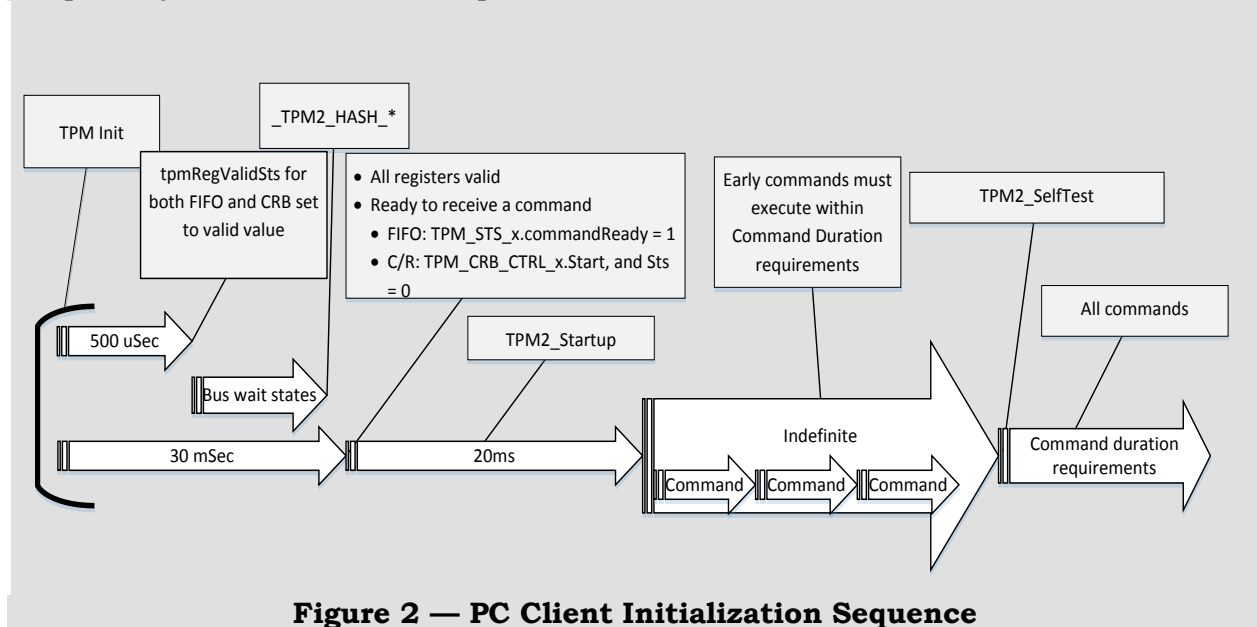 TPM Init
_TPM2_HASH_*
tpmRegValidSts for
both FIFO and CRB set
to valid value
• All registers valid
• Ready to receive a command
• FIFO: TPM_STS_x.commandReady = 1
• C/R: TPM_CRB_CTRL_x.Start, and Sts
= 0
Early commands must
execute within
Command Duration
requirements
TPM2_SelfTest
All commands
TPM2_Startup
500 uSec
Bus wait states
30 mSec
20ms
Indefinite
Command
Command
Command
Command duration
requirements
Figure 2 — PC Client Initialization Sequence